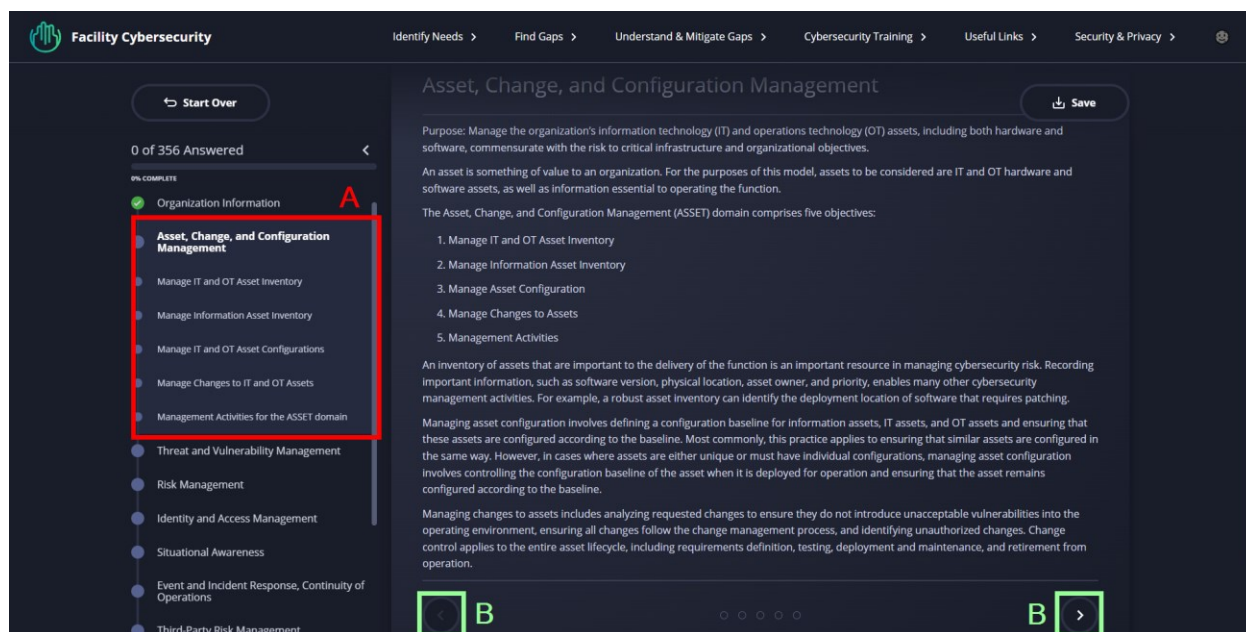 Facility Cybersecurity
Identify Needs >
Find Gaps >
Understand & Mitigate Gaps >
Cybersecurity Training >
Useful Links >
Security & Privacy >
Start Over
0 of 356 Answered
0% COMPLETE
A
Organization Information
Asset, Change, and Configuration
Management
Manage IT and OT Asset Inventory
Manage Information Asset Inventory
Manage IT and OT Asset Configurations
Manage Changes to IT and OT Assets
Management Activities for the ASSET domain
Threat and Vulnerability Management
Risk Management
Identity and Access Management
Situational Awareness
Event and Incident Response, Continuity of
Operations
Third-Party Risk Management
Asset, Change, and Configuration Management
Save
Purpose: Manage the organization's information technology (IT) and operations technology (OT) assets, including both hardware and
software, commensurate with the risk to critical infrastructure and organizational objectives.
An asset is something of value to an organization. For the purposes of this model, assets to be considered are IT and OT hardware and
software assets, as well as information essential to operating the function.
The Asset, Change, and Configuration Management (ASSET) domain comprises five objectives:
1. Manage IT and OT Asset Inventory
2. Manage Information Asset Inventory
3. Manage Asset Configuration
4. Manage Changes to Assets
5. Management Activities
An inventory of assets that are important to the delivery of the function is an important resource in managing cybersecurity risk. Recording
important information, such as software version, physical location, asset owner, and priority, enables many other cybersecurity
management activities. For example, a robust asset inventory can identify the deployment location of software that requires patching.
Managing asset configuration involves defining a configuration baseline for information assets, IT assets, and OT assets and ensuring that
these assets are configured according to the baseline. Most commonly, this practice applies to ensuring that similar assets are configured in
the same way. However, in cases where assets are either unique or must have individual configurations, managing asset configuration
involves controlling the configuration baseline of the asset when it is deployed for operation and ensuring that the asset remains
configured according to the baseline.
Managing changes to assets includes analyzing requested changes to ensure they do not introduce unacceptable vulnerabilities into the
operating environment, ensuring all changes follow the change management process, and identifying unauthorized changes. Change
control applies to the entire asset lifecycle, including requirements definition, testing, deployment and maintenance, and retirement from
operation.
B
B